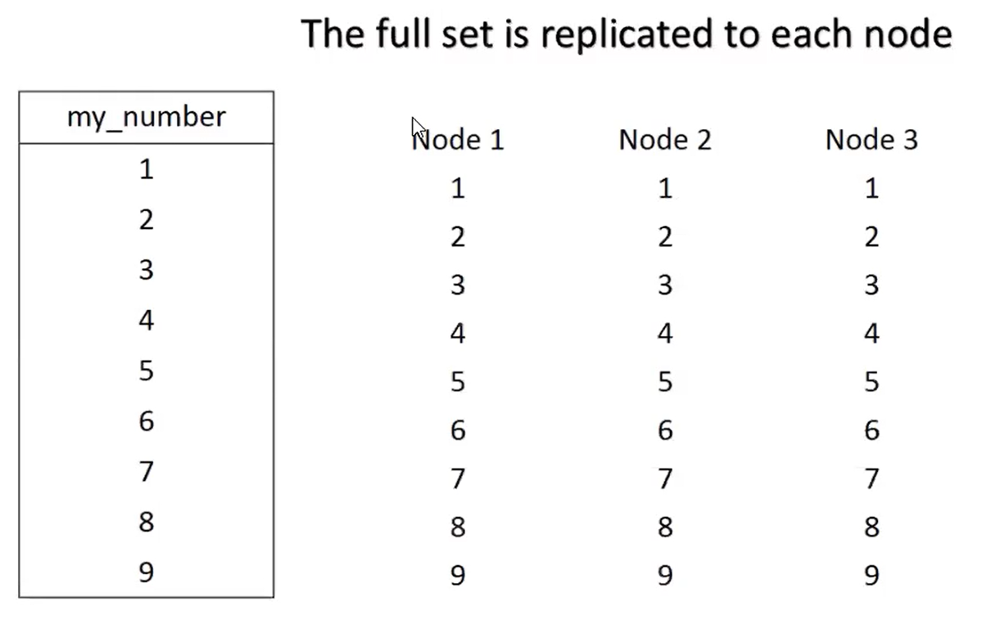 The full set is replicated to each node
my_number
1
2
3
4
5
6
7
8
9
Node 1 Node 2 Node 3
1 1 1
2 2 2
3 3 3
4 4 4
5 5 5
6 6 6
7 7 7
8 8 8
9 9 9